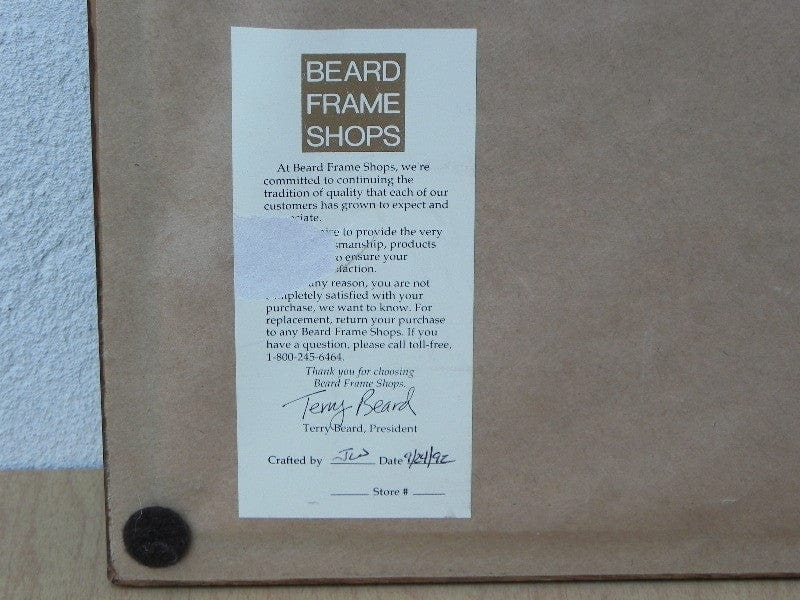 BEARD
FRAME
SHOPS
At Beard Frame Shops, we're
committed to continuing the
tradition of quality that each of our
customers has grown to expect and
to provide the very
products
ensure your
any reason, you are not
satisfied with your
purchase, we want to know. For
replacement, return your purchase
to any Beard Frame Shops. If you
have a question, please call toll-free,
1-800-245-6464.
Thank you for choosing
Beard Frame Shops.
Terry Beard
Terry Beard, President
Crafted by JLW Date 9/24/92
Store #